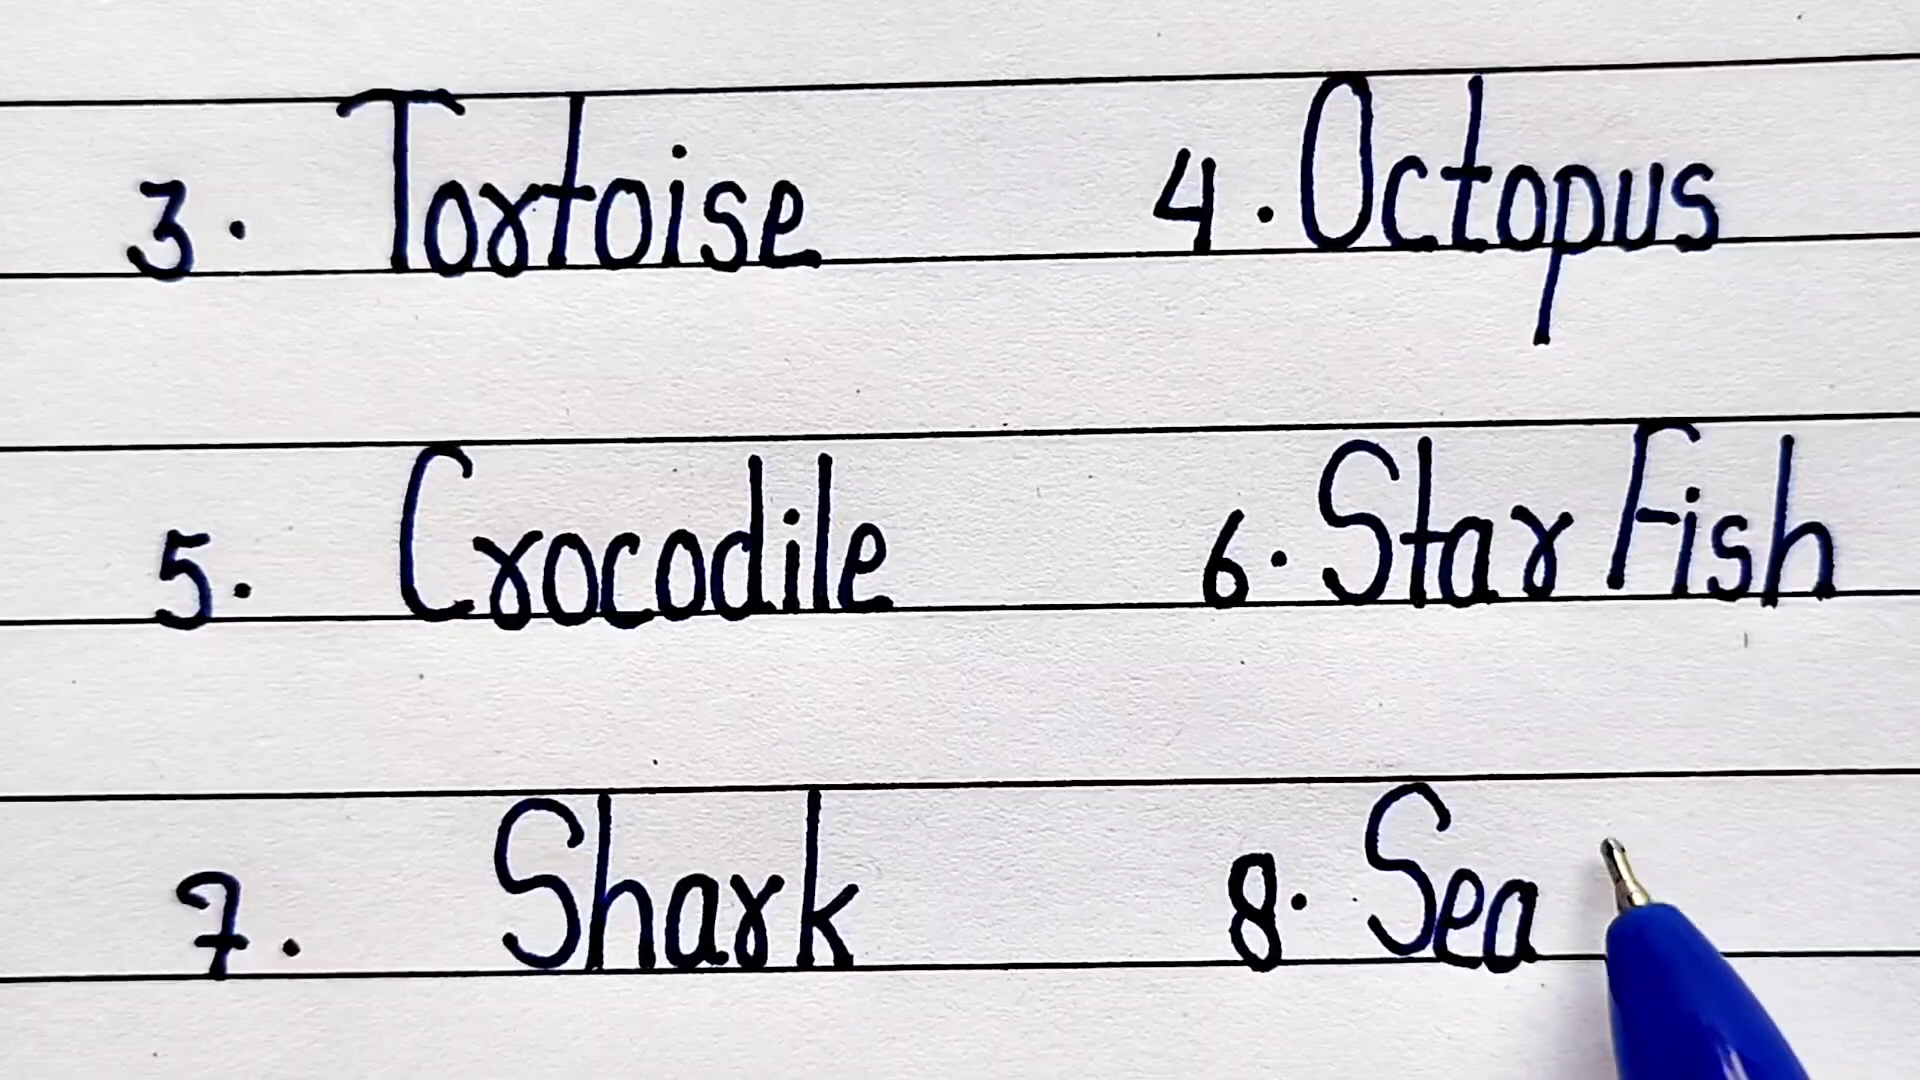 3. Tortoise 4. Octopus
5. Crocodile 6. Star Fish
7. Shark 8. Sea